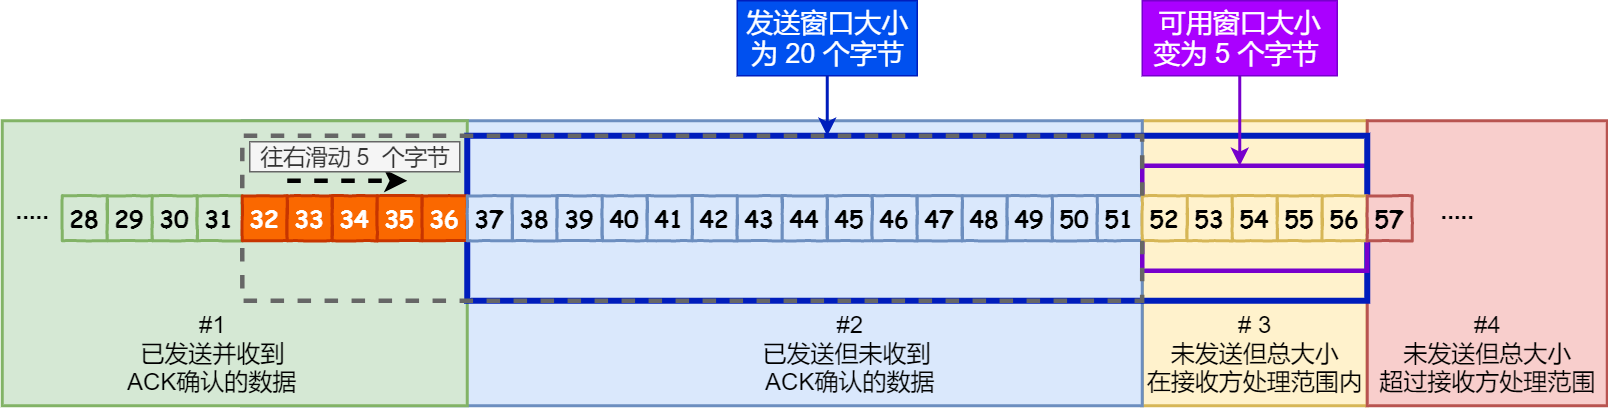 发送窗口大小
为 20 个字节
可用窗口大小
变为 5 个字节
往右滑动 5 个字节
..... 28 29 30 31 32 33 34 35 36 37 38 39 40 41 42 43 44 45 46 47 48 49 50 51 52 53 54 55 56 57 .....
#1
已发送并收到
ACK确认的数据
#2
已发送但未收到
ACK确认的数据
# 3
未发送但总大小
在接收方处理范围内
#4
未发送但总大小
超过接收方处理范围